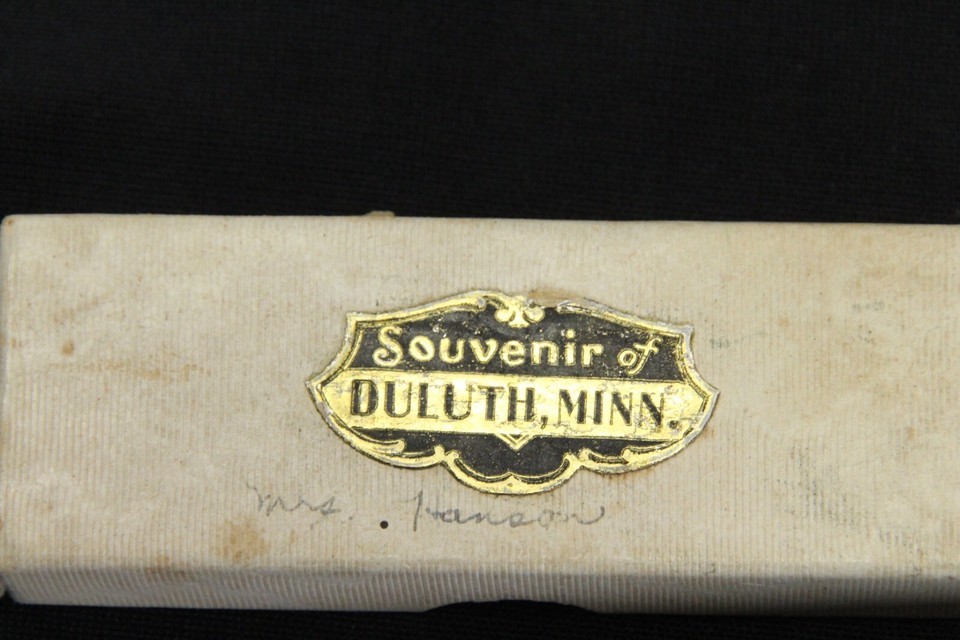 Souvenir of
DULUTH, MINN.
Mrs. Hanson